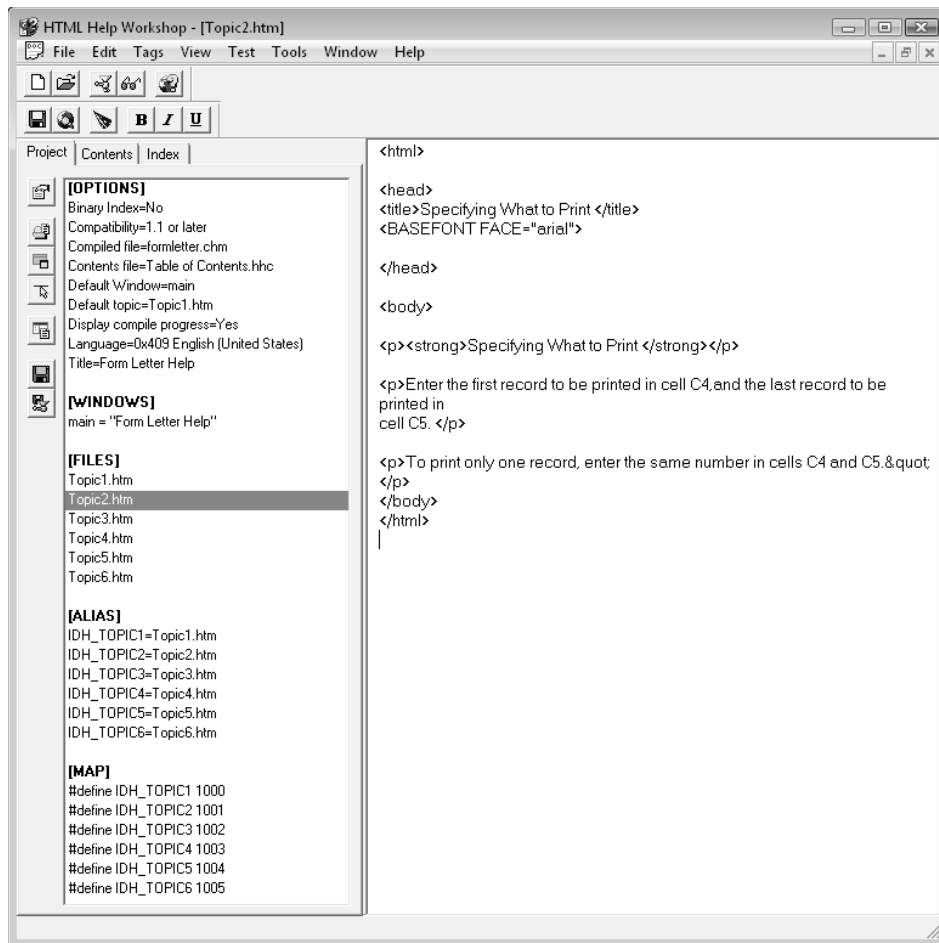 HTML Help Workshop - [Topic2.htm]
File Edit Tags View Test Tools Window Help
B I U
Project Contents Index
[OPTIONS]
Binary Index=No
Compatibility=1.1 or later
Compiled file=formletter.chm
Contents file=Table of Contents.hhc
Default Window=main
Default topic=Topic1.htm
Display compile progress=Yes
Language=0x409 English (United States)
Title=Form Letter Help
[WINDOWS]
main = "Form Letter Help"
[FILES]
Topic1.htm
Topic2.htm
Topic3.htm
Topic4.htm
Topic5.htm
Topic6.htm
[ALIAS]
IDH_TOPIC1=Topic1.htm
IDH_TOPIC2=Topic2.htm
IDH_TOPIC3=Topic3.htm
IDH_TOPIC4=Topic4.htm
IDH_TOPIC5=Topic5.htm
IDH_TOPIC6=Topic6.htm
[MAP]
#define IDH_TOPIC1 1000
#define IDH_TOPIC2 1001
#define IDH_TOPIC3 1002
#define IDH_TOPIC4 1003
#define IDH_TOPIC5 1004
#define IDH_TOPIC6 1005
<html>
<head>
<title>Specifying What to Print </title>
<BASEFONT FACE="arial">
</head>
<body>
<p><strong>Specifying What to Print </strong></p>
<p>Enter the first record to be printed in cell C4,and the last record to be
printed in
cell C5. </p>
<p>To print only one record, enter the same number in cells C4 and C5.&quot;
</p>
</body>
</html>